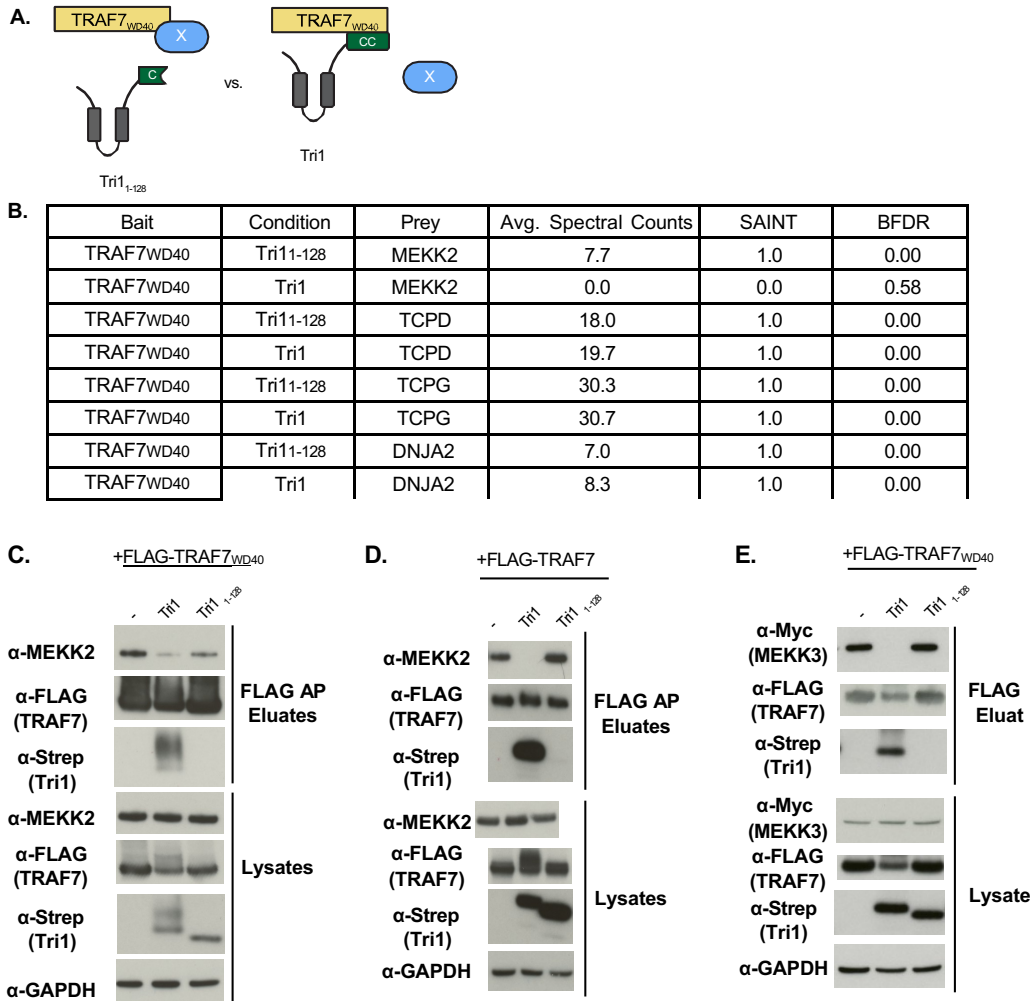 A.
TRAF7WD40
X
C
Tri11-128
vs.
TRAF7WD40
CC
X
Tri1
B.
Bait Condition Prey Avg. Spectral Counts SAINT BFDR
TRAF7WD40 Tri11-128 MEKK2 7.7 1.0 0.00
TRAF7WD40 Tri1 MEKK2 0.0 0.0 0.58
TRAF7WD40 Tri11-128 TCPD 18.0 1.0 0.00
TRAF7WD40 Tri1 TCPD 19.7 1.0 0.00
TRAF7WD40 Tri11-128 TCPG 30.3 1.0 0.00
TRAF7WD40 Tri1 TCPG 30.7 1.0 0.00
TRAF7WD40 Tri11-128 DNJA2 7.0 1.0 0.00
TRAF7WD40 Tri1 DNJA2 8.3 1.0 0.00
C.
+FLAG-TRAF7WD40
- Tri1 Tri1 1-128
α-MEKK2
α-FLAG
(TRAF7)
α-Strep
(Tri1)
FLAG AP
Eluates
α-MEKK2
α-FLAG
(TRAF7)
α-Strep
(Tri1)
α-GAPDH
Lysates
D.
+FLAG-TRAF7
- Tri1 Tri1 1-128
α-MEKK2
α-FLAG
(TRAF7)
α-Strep
(Tri1)
FLAG AP
Eluates
α-MEKK2
α-FLAG
(TRAF7)
α-Strep
(Tri1)
α-GAPDH
Lysates
E.
+FLAG-TRAF7WD40
- Tri1 Tri1 1-128
α-Myc
(MEKK3)
α-FLAG
(TRAF7)
α-Strep
(Tri1)
FLAG
Eluat
α-Myc
(MEKK3)
α-FLAG
(TRAF7)
α-Strep
(Tri1)
α-GAPDH
Lysate